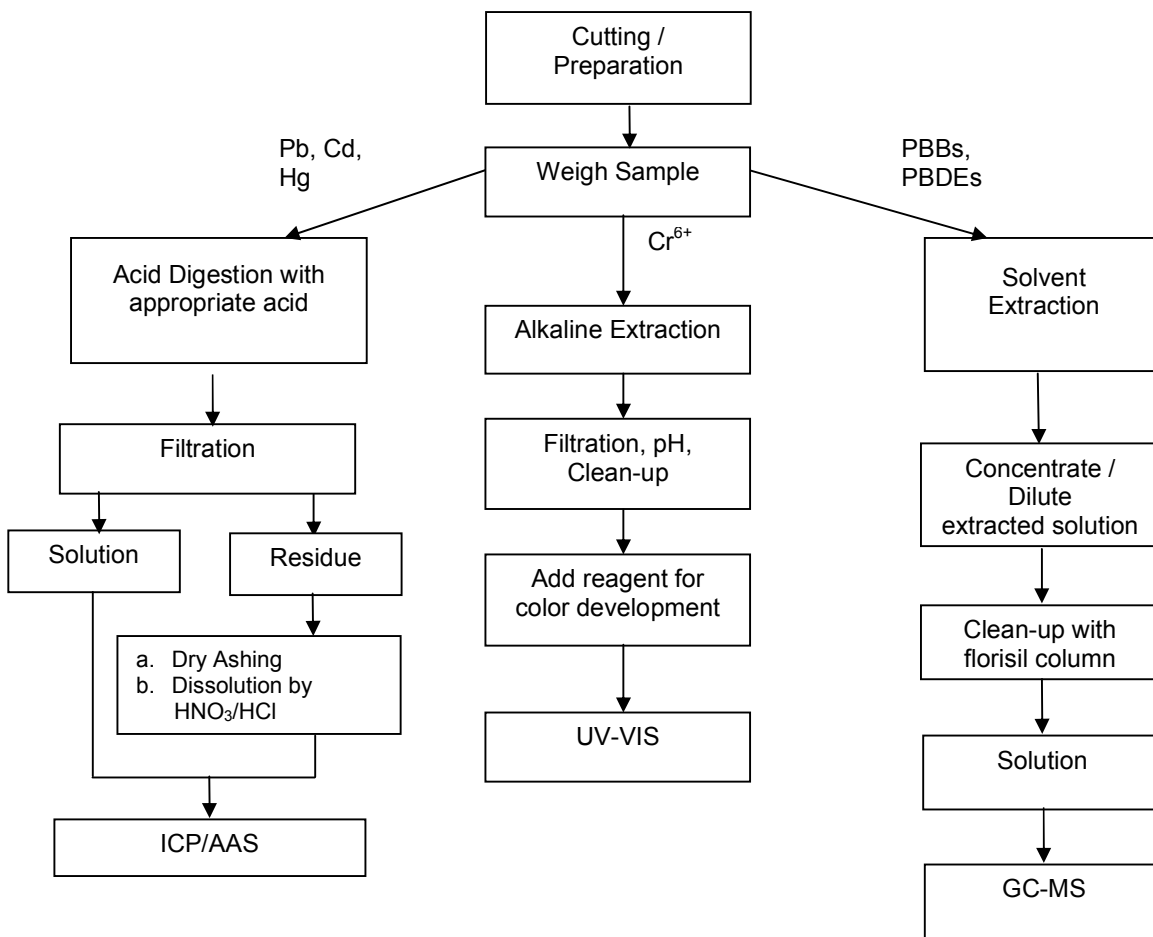 Cutting /
Preparation
Pb, Cd,
Hg
Weigh Sample
PBBs,
PBDEs
Cr⁶⁺
Acid Digestion with
appropriate acid
Solvent
Extraction
Alkaline Extraction
Filtration
Filtration, pH,
Clean-up
Concentrate /
Dilute
extracted solution
Solution
Residue
Add reagent for
color development
Clean-up with
florisil column
a. Dry Ashing
b. Dissolution by
HNO₃/HCl
UV-VIS
Solution
ICP/AAS
GC-MS